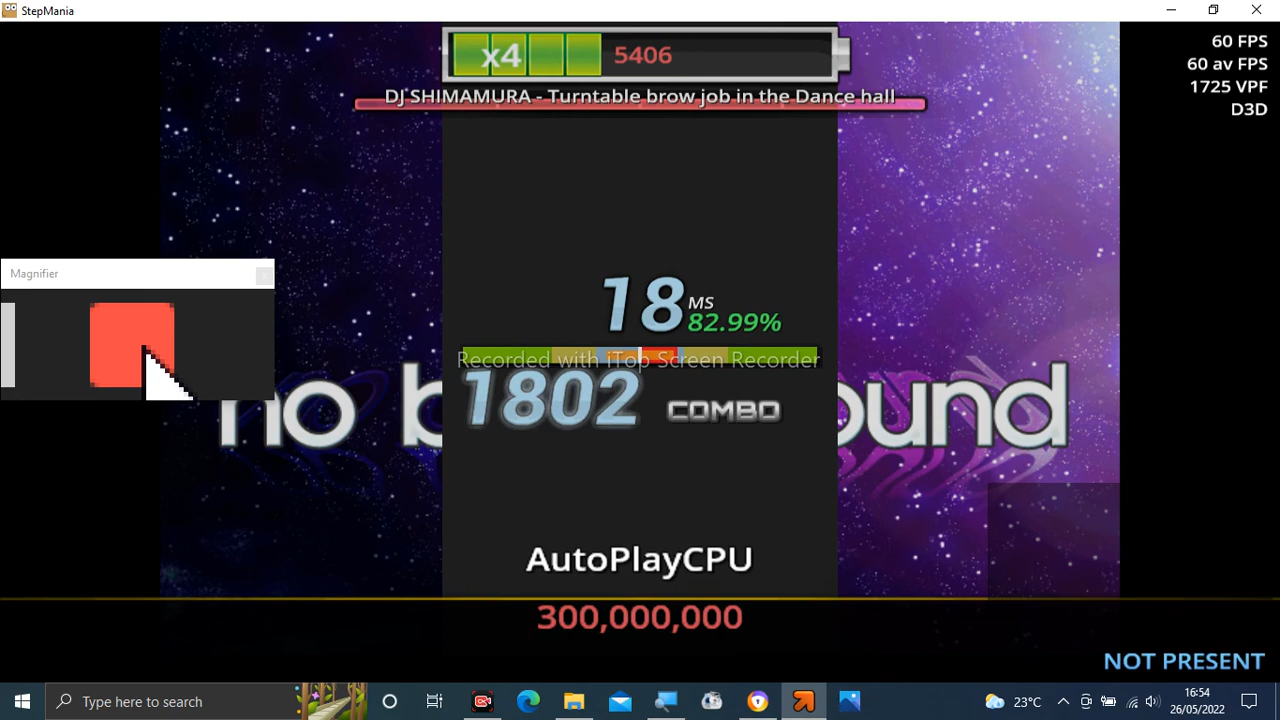 StepMania
60 FPS
60 av FPS
1725 VPF
D3D
x4 5406
DJ SHIMAMURA - Turntable brow job in the Dance hall
Magnifier
18 MS
82.99%
Recorded with iTop Screen Recorder
1802 COMBO
no b
ound
AutoPlayCPU
300,000,000
NOT PRESENT
Type here to search
23°C
16:54
26/05/2022